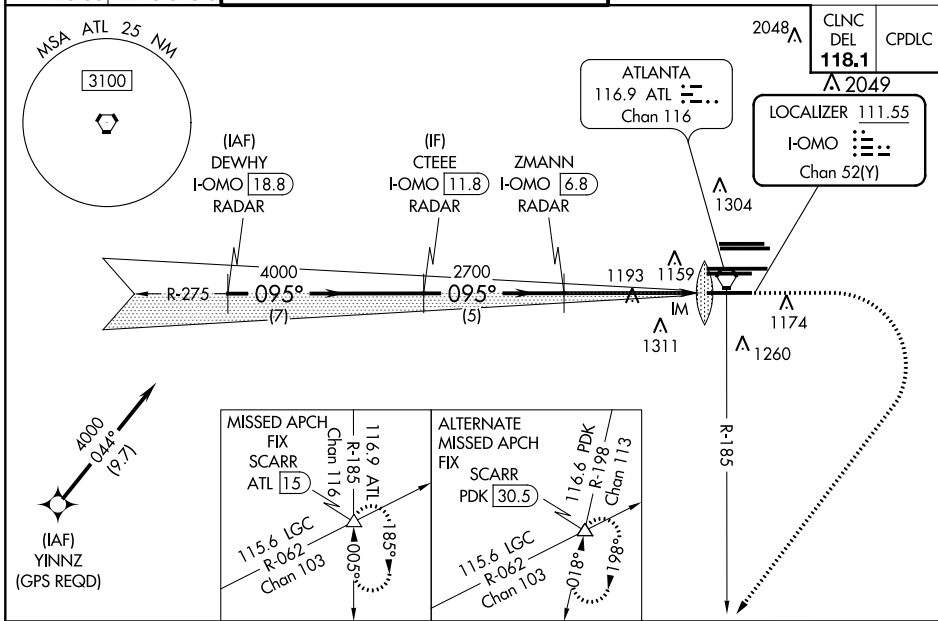 MSA ATL 25 NM
3100
2048
CLNC
DEL
118.1
CPDLC
2049
ATLANTA
116.9 ATL
Chan 116
LOCALIZER 111.55
I-OMO
Chan 52(Y)
(IAF)
DEWHY
I-OMO 18.8
RADAR
(IF)
CTEEE
I-OMO 11.8
RADAR
ZMANN
I-OMO 6.8
RADAR
1304
4000
2700
1193
1159
R-275
095°
095°
(7)
(5)
IM
1311
1174
1260
R-185
4000
044°
(9.7)
(IAF)
YINNZ
(GPS REQD)
MISSED APCH
FIX
SCARR
ATL 15
116.9 ATL
R-185
Chan 116
115.6 LGC
R-062
Chan 103
005°
185°
ALTERNATE
MISSED APCH
FIX
SCARR
PDK 30.5
116.6 PDK
R-198
Chan 113
115.6 LGC
R-062
Chan 103
018°
198°